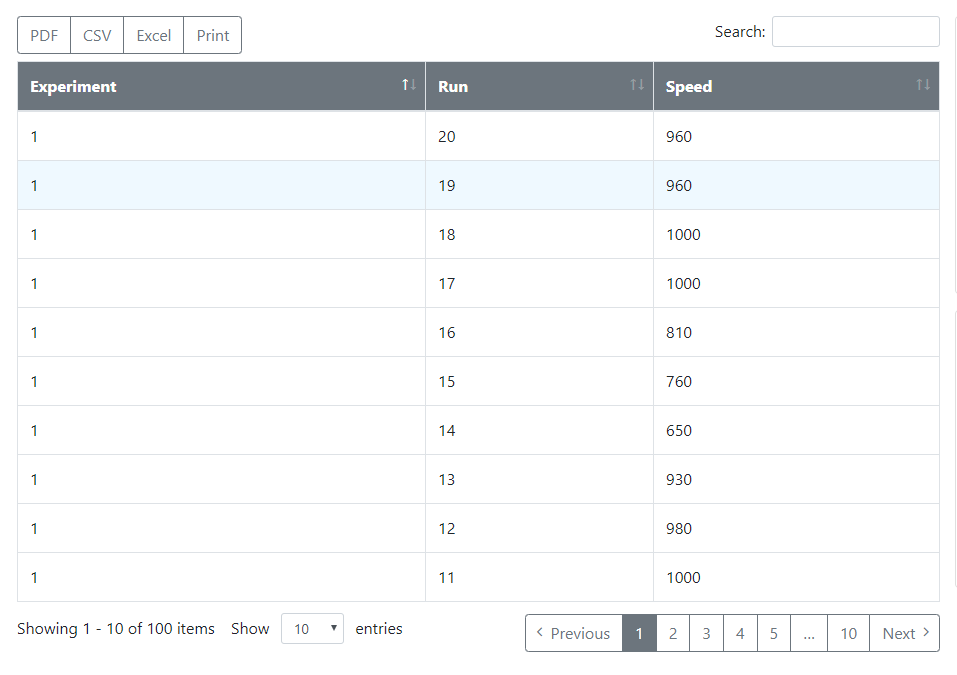 PDF CSV Excel Print Search:
Experiment Run Speed
1 20 960
1 19 960
1 18 1000
1 17 1000
1 16 810
1 15 760
1 14 650
1 13 930
1 12 980
1 11 1000
Showing 1 - 10 of 100 items Show 10 entries Previous 1 2 3 4 5 ... 10 Next